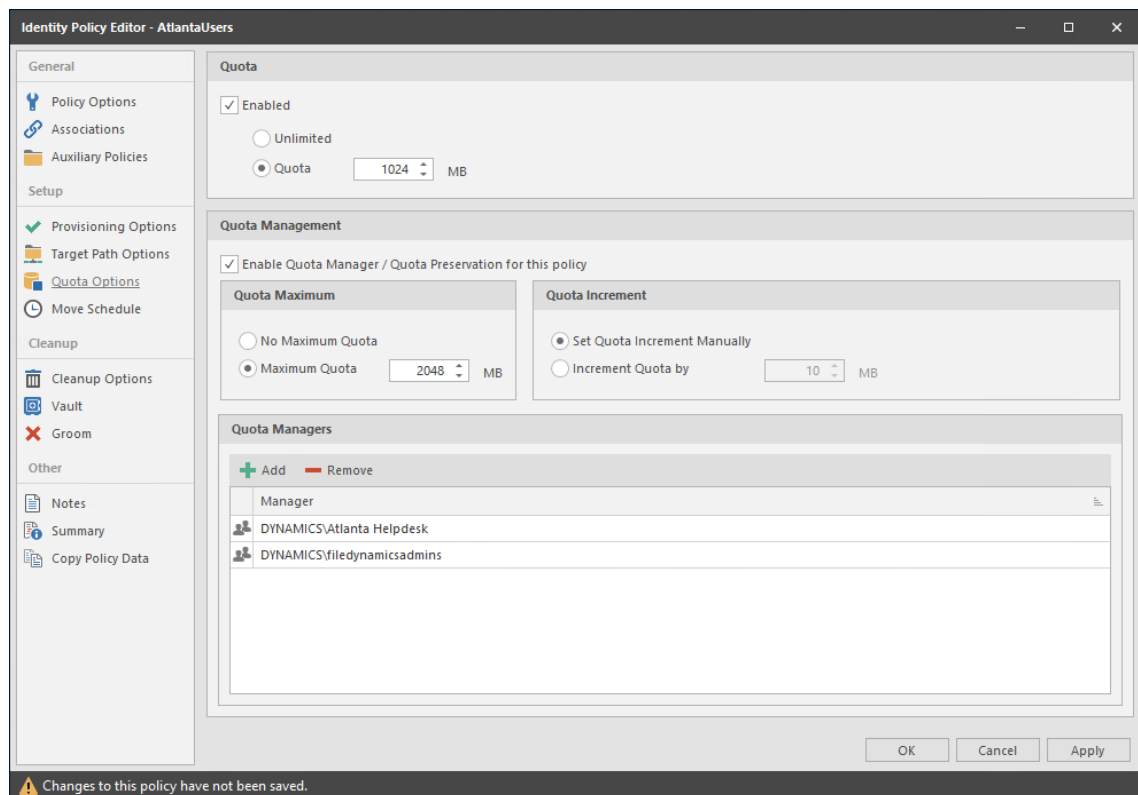 Identity Policy Editor - AtlantaUsers
General
Policy Options
Associations
Auxiliary Policies
Setup
Provisioning Options
Target Path Options
Quota Options
Move Schedule
Cleanup
Cleanup Options
Vault
Groom
Other
Notes
Summary
Copy Policy Data
Quota
Enabled
Unlimited
Quota 1024 MB
Quota Management
Enable Quota Manager / Quota Preservation for this policy
Quota Maximum
No Maximum Quota
Maximum Quota 2048 MB
Quota Increment
Set Quota Increment Manually
Increment Quota by 10 MB
Quota Managers
Add Remove
Manager
DYNAMICS\Atlanta Helpdesk
DYNAMICS\filedynamicsadmins
OK Cancel Apply
Changes to this policy have not been saved.